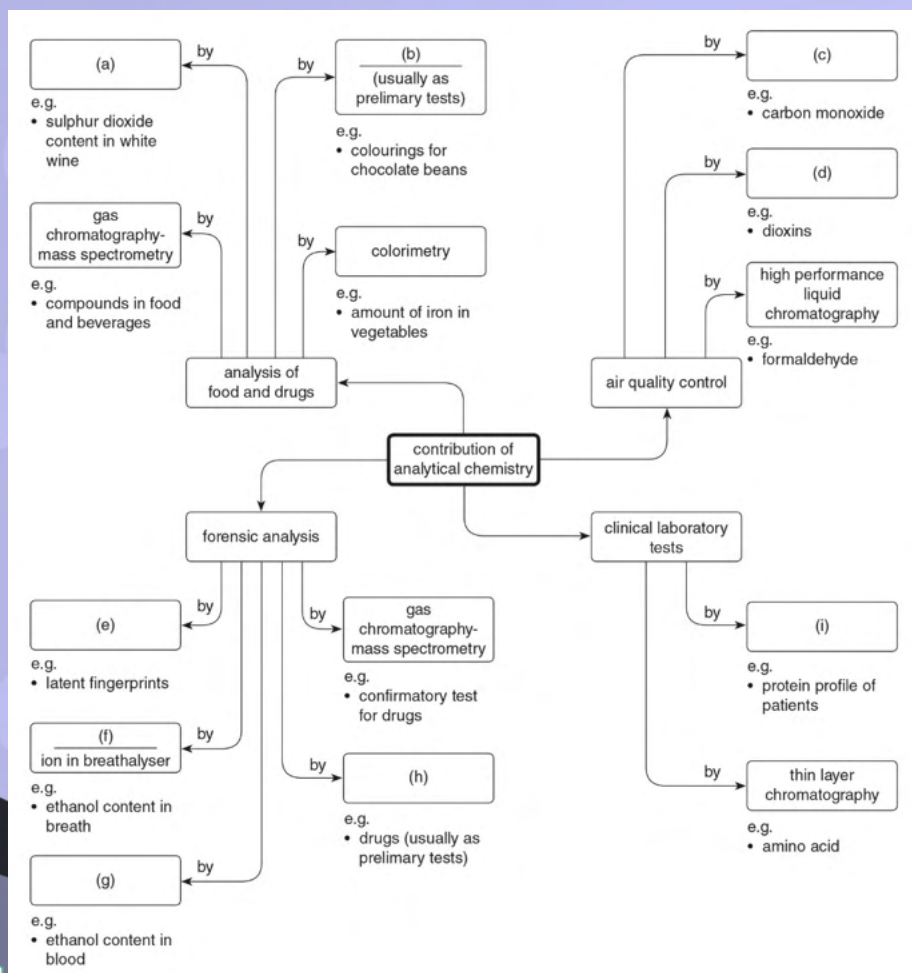 by
(a)
e.g.
• sulphur dioxide
content in white
wine
by
(b)
(usually as
prelimary tests)
e.g.
• colourings for
chocolate beans
by
gas
chromatography-
mass spectrometry
e.g.
• compounds in food
and beverages
by
colorimetry
e.g.
• amount of iron in
vegetables
analysis of
food and drugs
by
(c)
e.g.
• carbon monoxide
by
(d)
e.g.
• dioxins
by
high performance
liquid
chromatography
e.g.
• formaldehyde
air quality control
contribution of
analytical chemistry
forensic analysis
by
(e)
e.g.
• latent fingerprints
by
(f)
ion in breathalyser
e.g.
• ethanol content in
breath
by
(g)
e.g.
• ethanol content in
blood
by
gas
chromatography-
mass spectrometry
e.g.
• confirmatory test
for drugs
by
(h)
e.g.
• drugs (usually as
prelimary tests)
clinical laboratory
tests
by
(i)
e.g.
• protein profile of
patients
by
thin layer
chromatography
e.g.
• amino acid